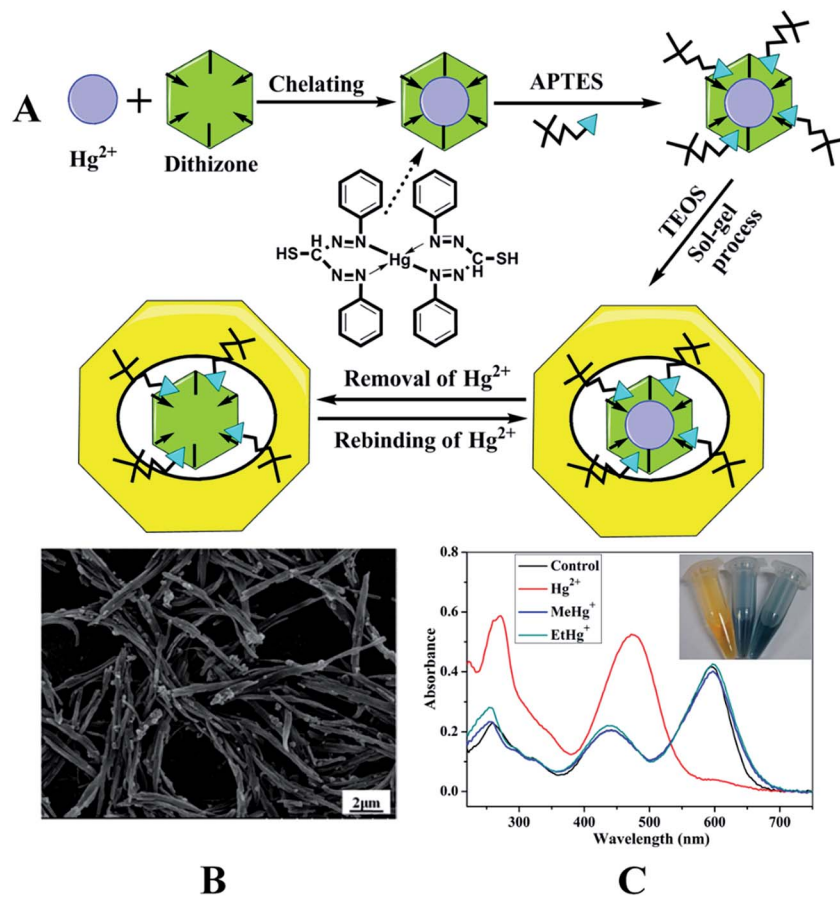 A
Hg2+
+
Dithizone
Chelating
APTES
TEOS
Sol-gel
process
H N=N
HS-C
N=N
Hg
N=N
C-SH
N=N H
Removal of Hg2+
Rebinding of Hg2+
2μm
B
0.8
0.6
0.4
0.2
0.0
Absorbance
Control
Hg2+
MeHg+
EtHg+
300 400 500 600 700
Wavelength (nm)
C